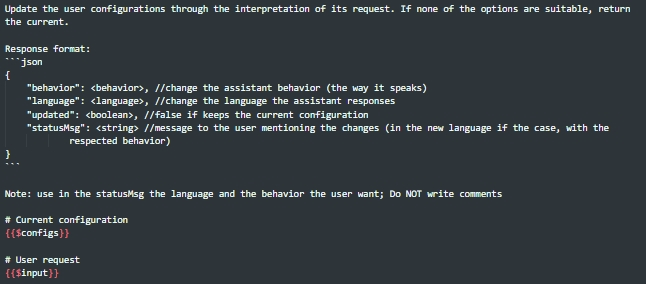 Update the user configurations through the interpretation of its request. If none of the options are suitable, return
the current.

Response format:
```json
{
    "behavior": <behavior>, //change the assistant behavior (the way it speaks)
    "language": <language>, //change the language the assistant responses
    "updated": <boolean>, //false if keeps the current configuration
    "statusMsg": <string> //message to the user mentioning the changes (in the new language if the case, with the
            respected behavior)
}
```

Note: use in the statusMsg the language and the behavior the user want; Do NOT write comments

# Current configuration
{{$configs}}

# User request
{{$input}}